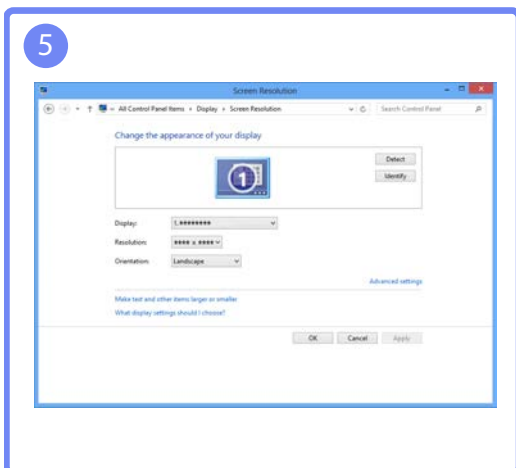 5
Screen Resolution
All Control Panel Items Display Screen Resolution Search Control Panel
Change the appearance of your display
1
Detect
Identify
Display: 1.********
Resolution: **** x ****
Orientation: Landscape
Advanced settings
Make text and other items larger or smaller
What display settings should I choose?
OK Cancel Apply